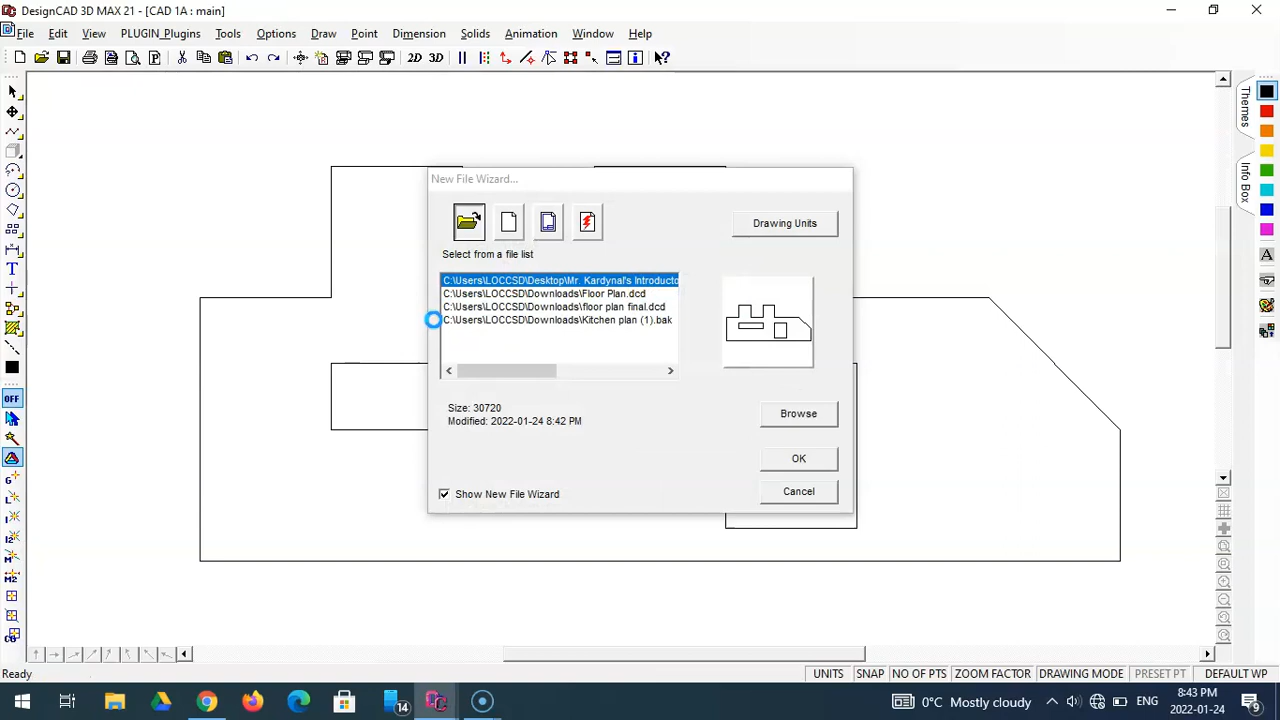 DesignCAD 3D MAX 21 - [CAD 1A : main]
File Edit View PLUGIN_Plugins Tools Options Draw Point Dimension Solids Animation Window Help
2D 3D
Themes
Info Box
New File Wizard...
Drawing Units
Select from a file list
C:\Users\LOCCSD\Desktop\Mr. Kardynal's Introducto
C:\Users\LOCCSD\Downloads\Floor Plan.dcd
C:\Users\LOCCSD\Downloads\floor plan final.dcd
C:\Users\LOCCSD\Downloads\Kitchen plan (1).bak
Size: 30720
Modified: 2022-01-24 8:42 PM
Browse
OK
Show New File Wizard
Cancel
OFF
Ready UNITS SNAP NO OF PTS ZOOM FACTOR DRAWING MODE PRESET PT DEFAULT WP
14 0°C Mostly cloudy ENG 8:43 PM
2022-01-24 9